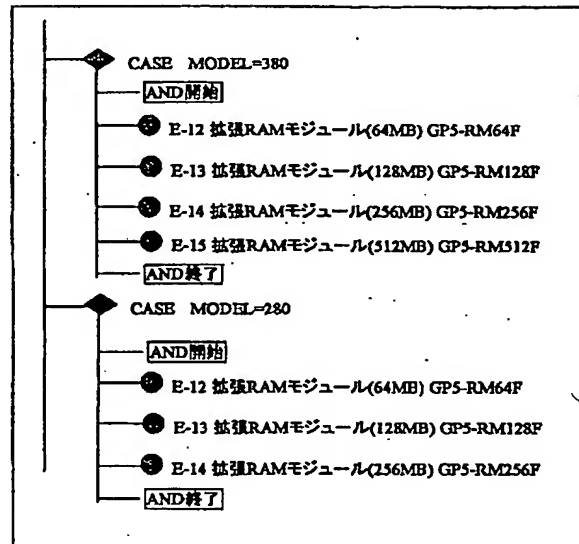 CASE MODEL=380
AND開始
E-12 拡張RAMモジュール(64MB) GP5-RM64F
E-13 拡張RAMモジュール(128MB) GP5-RM128F
E-14 拡張RAMモジュール(256MB) GP5-RM256F
E-15 拡張RAMモジュール(512MB) GP5-RM512F
AND終了
CASE MODEL=280
AND開始
E-12 拡張RAMモジュール(64MB) GP5-RM64F
E-13 拡張RAMモジュール(128MB) GP5-RM128F
E-14 拡張RAMモジュール(256MB) GP5-RM256F
AND終了